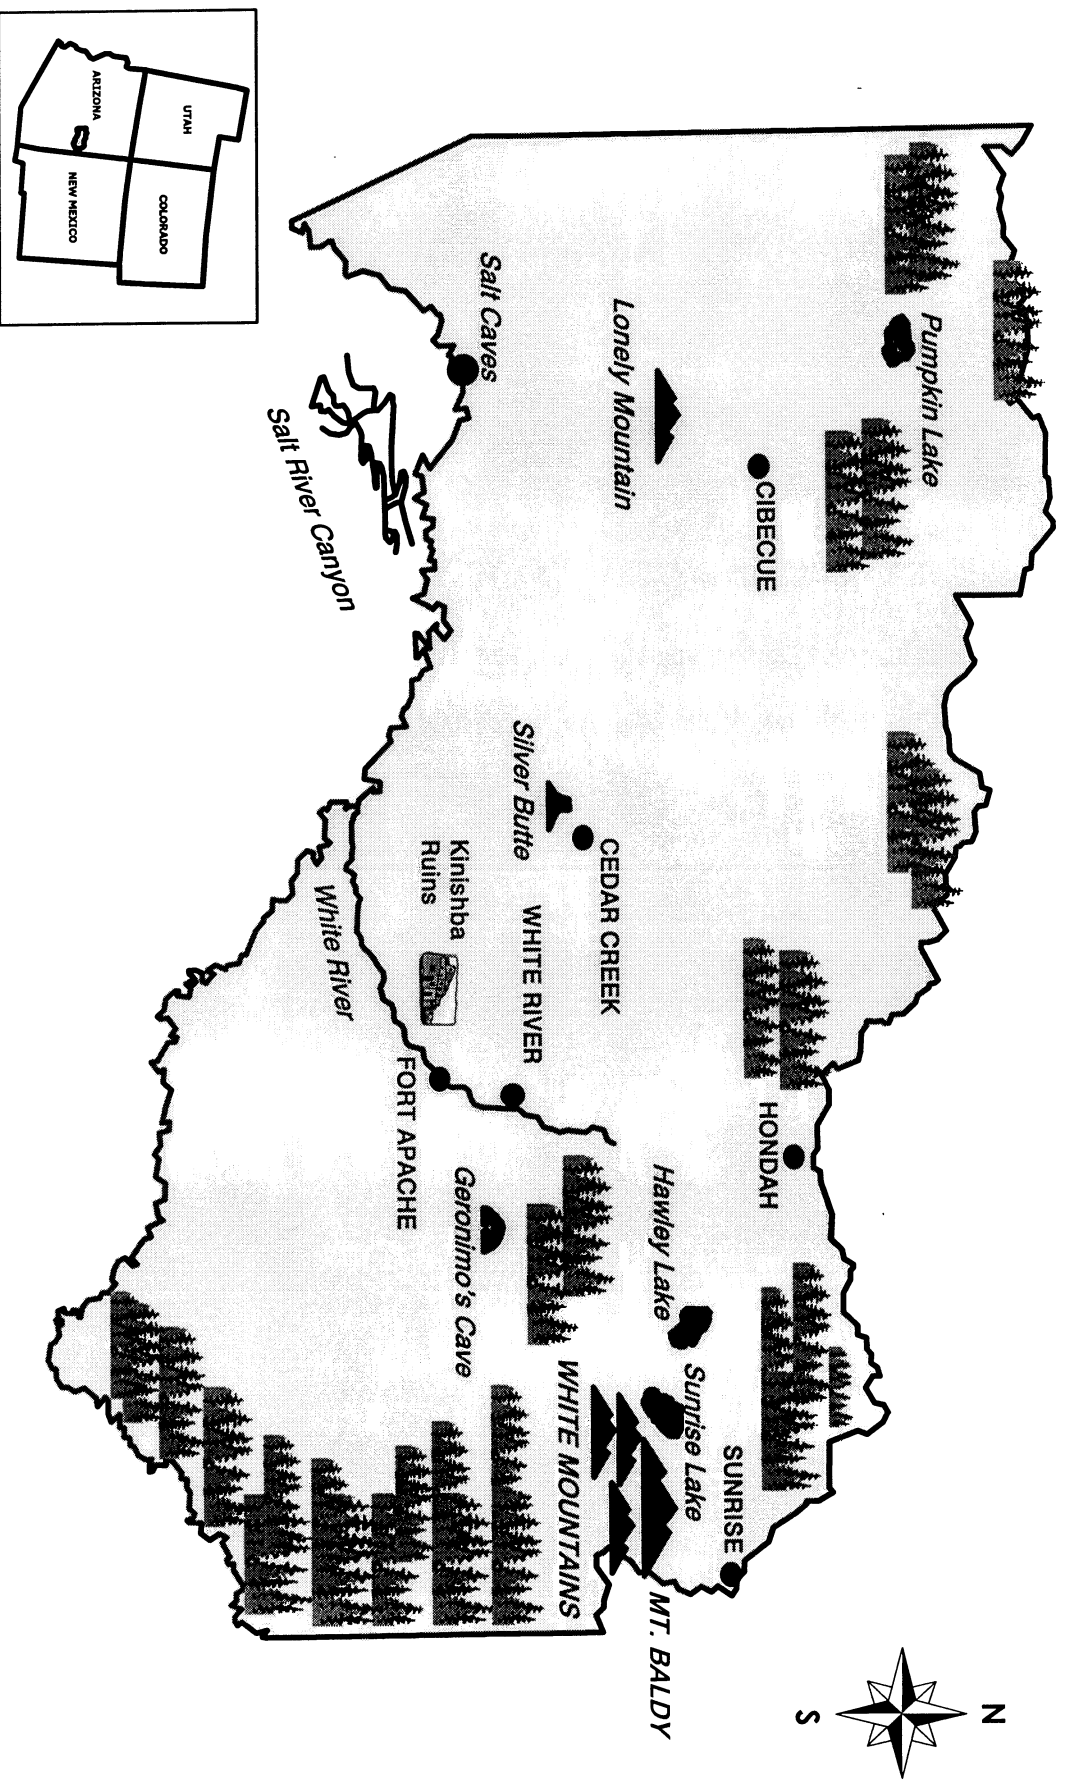 N
S
Pumpkin Lake
CIBECUE
Lonely Mountain
Salt Caves
Salt River Canyon
Silver Butte
CEDAR CREEK
WHITE RIVER
Kinishba
Ruins
White River
FORT APACHE
HONDAH
Hawley Lake
Geronimo's Cave
Sunrise Lake
SUNRISE
WHITE MOUNTAINS
MT. BALDY
UTAH
COLORADO
ARIZONA
NEW MEXICO